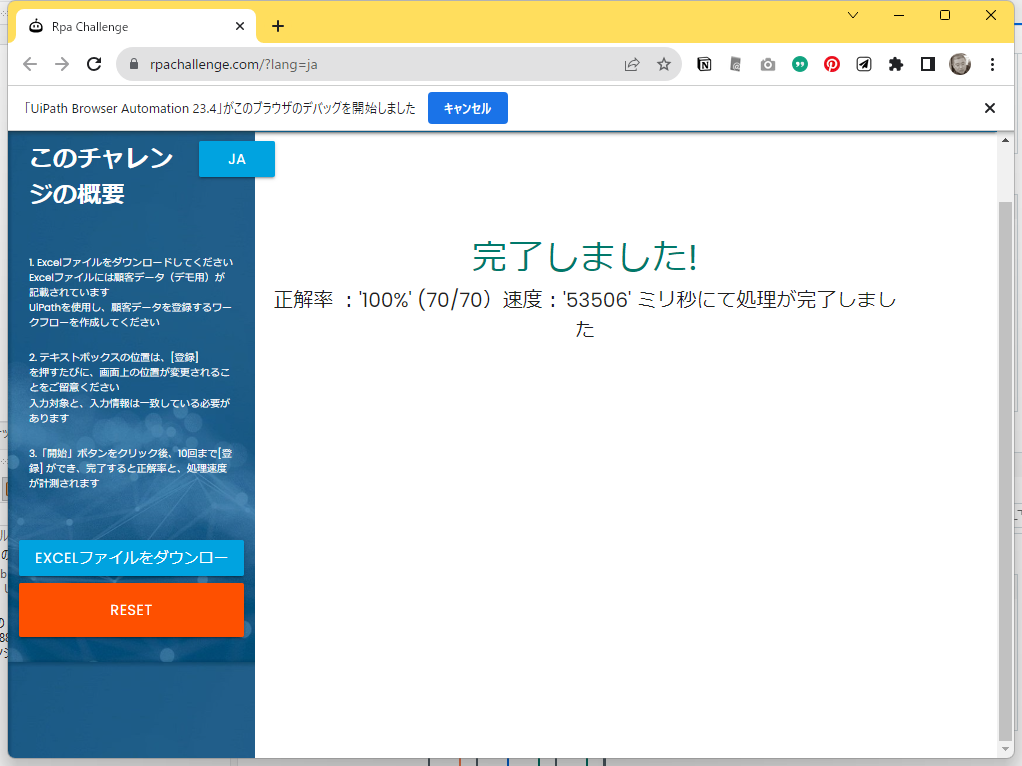 Rpa Challenge
rpachallenge.com/?lang=ja
「UiPath Browser Automation 23.4」がこのブラウザのデバッグを開始しました
キャンセル
このチャレン
ジの概要
JA
1. Excelファイルをダウンロードしてください
Excelファイルには顧客データ（デモ用）が
記載されています
UiPathを使用し、顧客データを登録するワー
クフローを作成してください
2. テキストボックスの位置は、[登録]
を押すたびに、画面上の位置が変更されるこ
とをご留意ください
入力対象と、入力情報は一致している必要が
あります
3.「開始」ボタンをクリック後、10回まで[登
録] ができ、完了すると正解率と、処理速度
が計測されます
EXCELファイルをダウンロー
RESET
完了しました!
正解率 ：'100%' (70/70）速度：'53506' ミリ秒にて処理が完了しまし
た